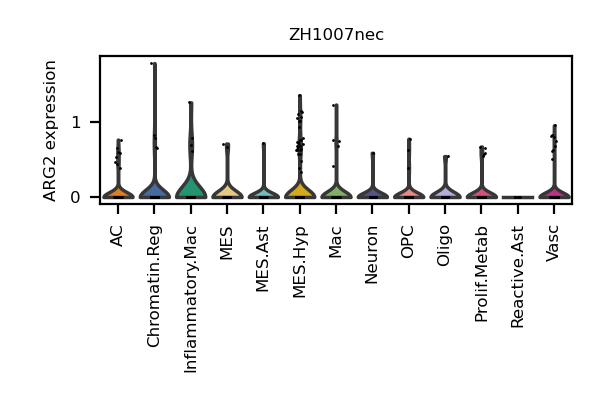 ZH1007nec
ARG2 expression
1
0
AC
Chromatin.Reg
Inflammatory.Mac
MES
MES.Ast
MES.Hyp
Mac
Neuron
OPC
Oligo
Prolif.Metab
Reactive.Ast
Vasc